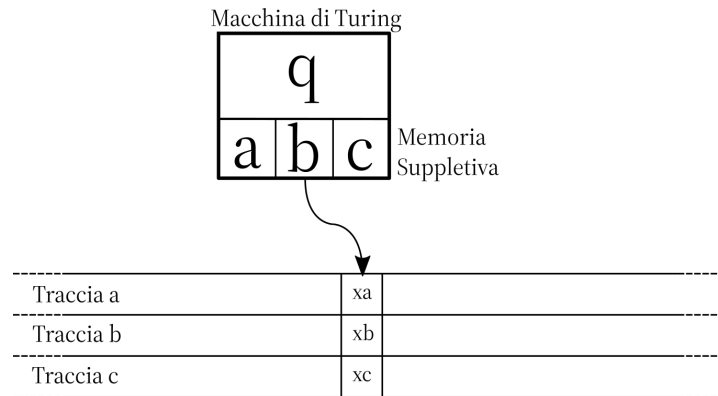 Macchina di Turing
q
a b c
Memoria
Suppletiva
Traccia a xa
Traccia b xb
Traccia c xc